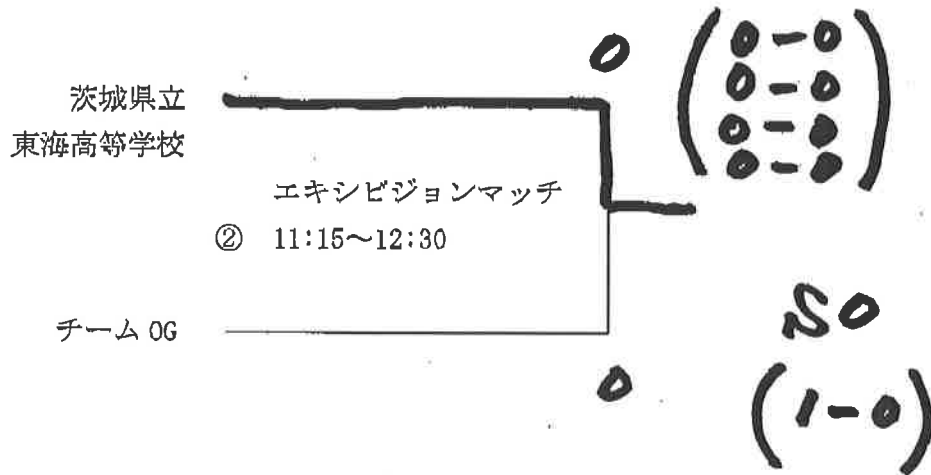 0
0-0
0-0
0-0
0-0
茨城県立
東海高等学校
エキシビジョンマッチ
② 11:15～12:30
チーム OG
SO
0
(1-0)